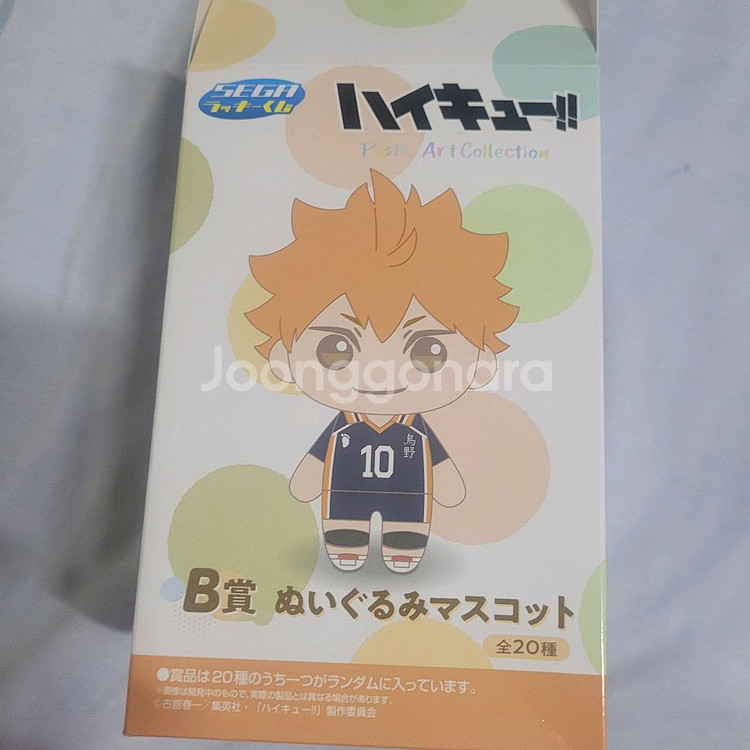 SEGA
ラッキーくじ
ハイキュー!!
Pastel Art Collection
Joonggonara
10
烏野
B賞 ぬいぐるみマスコット
全20種
●賞品は20種のうち一つがランダムに入っています。
※画像は開発中のもので、実際の製品とは異なる場合があります。
©古舘春一／集英社・「ハイキュー!!」製作委員会